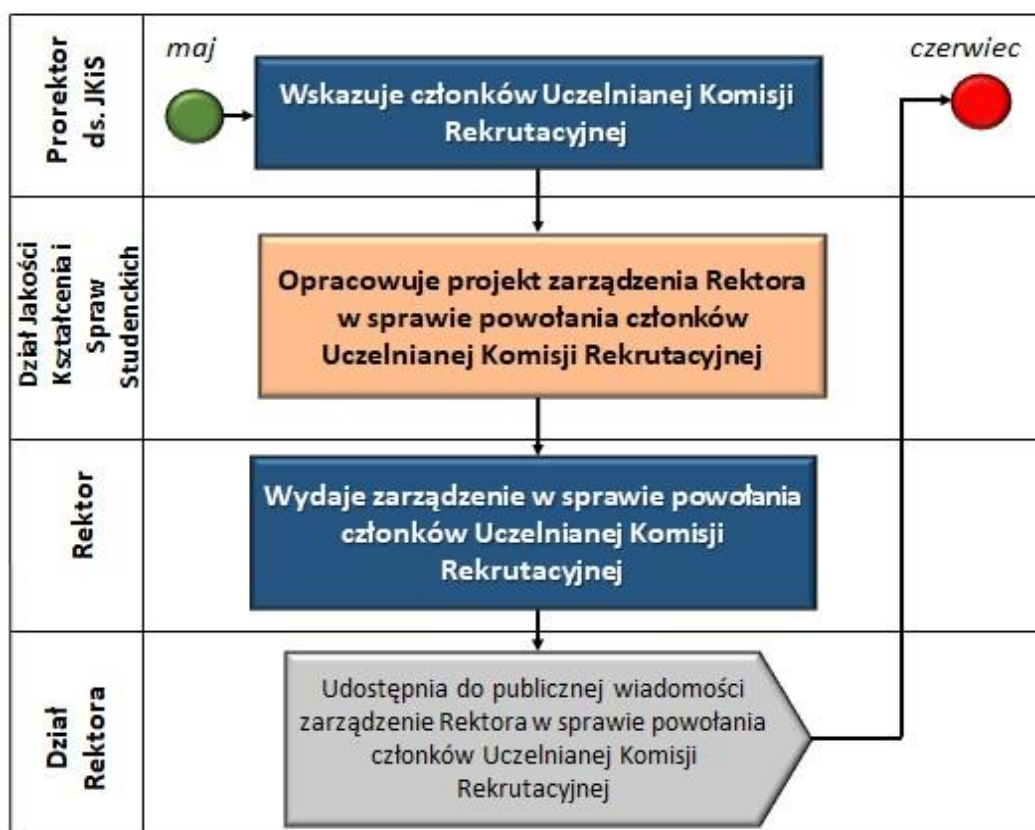 Prorektor
ds. JKiS
maj
czerwiec
Wskazuje członków Uczelnianej Komisji
Rekrutacyjnej
Dział Jakości
Kształcenia i
Spraw
Studenckich
Opracowuje projekt zarządzenia Rektora
w sprawie powołania członków
Uczelnianej Komisji Rekrutacyjnej
Rektor
Wydaje zarządzenie w sprawie powołania
członków Uczelnianej Komisji
Rekrutacyjnej
Dział
Rektora
Udostępnia do publicznej wiadomości
zarządzenie Rektora w sprawie powołania
członków Uczelnianej Komisji
Rekrutacyjnej